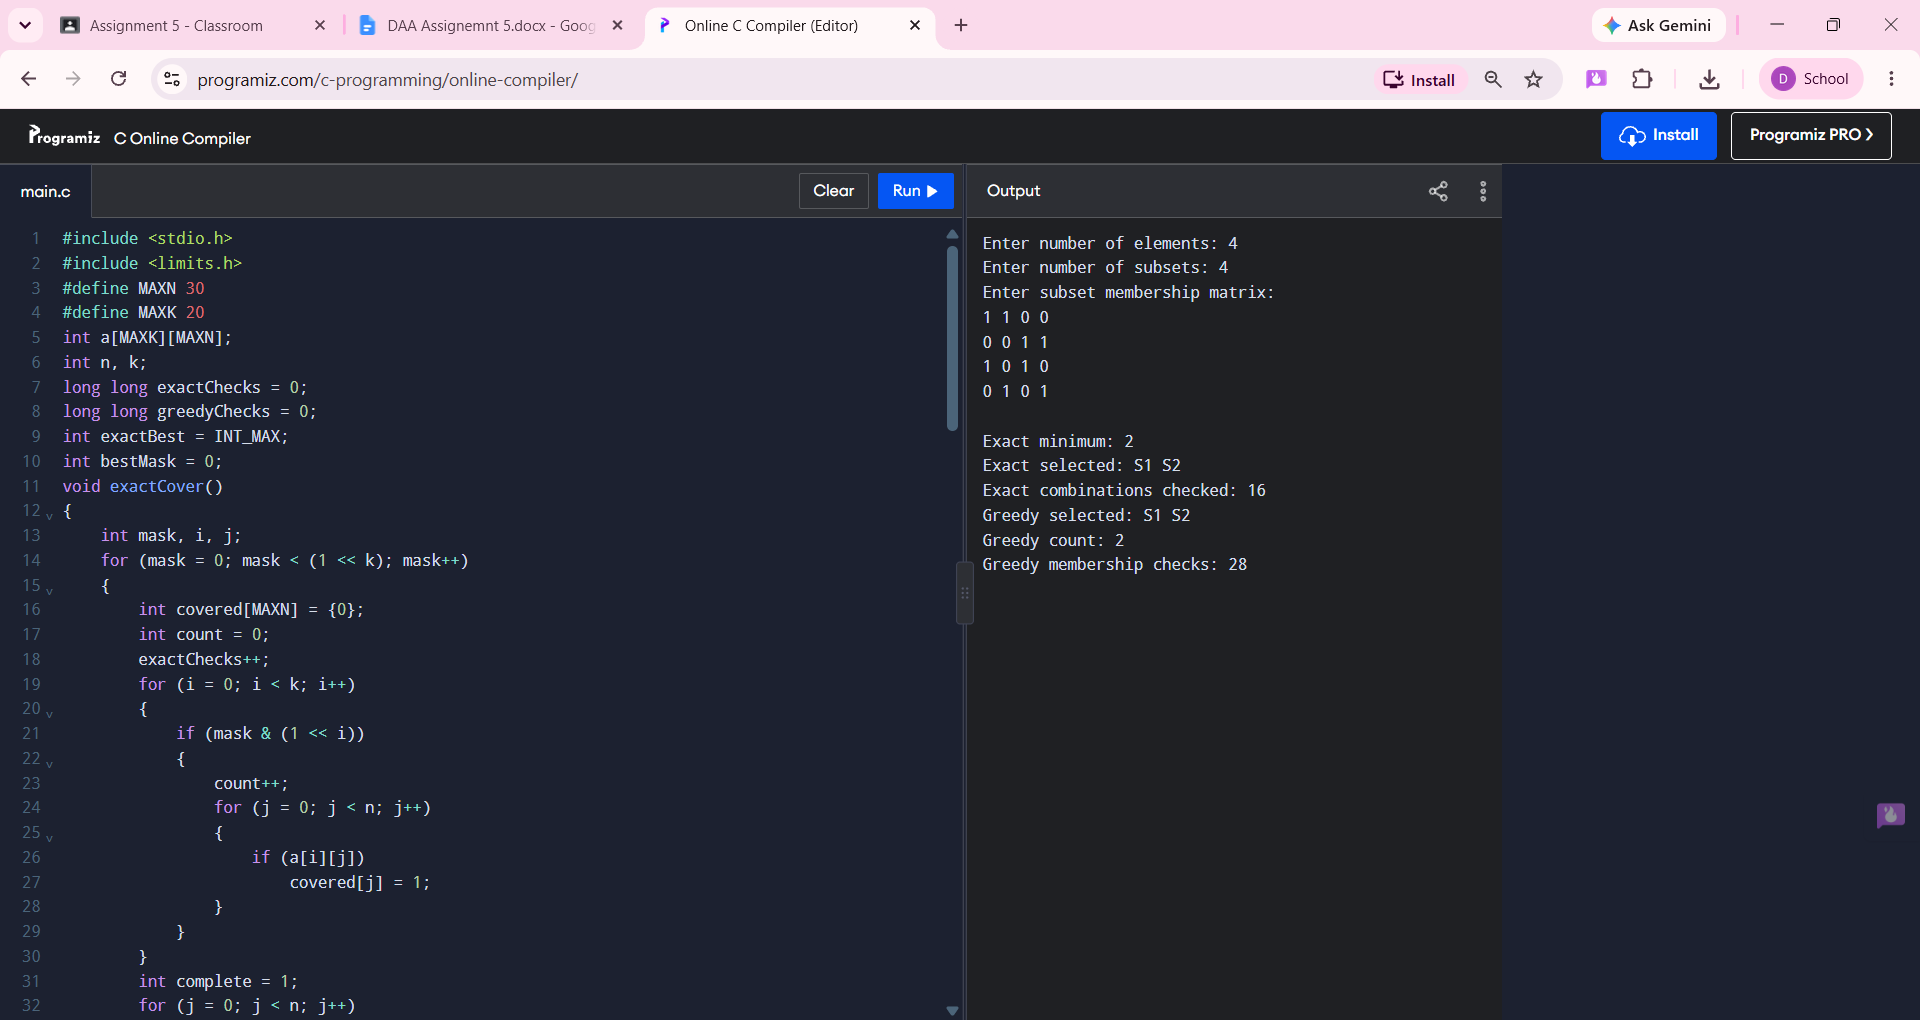 Assignment 5 - Classroom
DAA Assignemnt 5.docx - Goog
Online C Compiler (Editor)
Ask Gemini
programiz.com/c-programming/online-compiler/
Install
D School
Programiz C Online Compiler
Install
Programiz PRO
main.c
Clear
Run
Output
1 #include <stdio.h>
2 #include <limits.h>
3 #define MAXN 30
4 #define MAXK 20
5 int a[MAXK][MAXN];
6 int n, k;
7 long long exactChecks = 0;
8 long long greedyChecks = 0;
9 int exactBest = INT_MAX;
10 int bestMask = 0;
11 void exactCover()
12 {
13 int mask, i, j;
14 for (mask = 0; mask < (1 << k); mask++)
15 {
16 int covered[MAXN] = {0};
17 int count = 0;
18 exactChecks++;
19 for (i = 0; i < k; i++)
20 {
21 if (mask & (1 << i))
22 {
23 count++;
24 for (j = 0; j < n; j++)
25 {
26 if (a[i][j])
27 covered[j] = 1;
28 }
29 }
30 }
31 int complete = 1;
32 for (j = 0; j < n; j++)
Enter number of elements: 4
Enter number of subsets: 4
Enter subset membership matrix:
1 1 0 0
0 0 1 1
1 0 1 0
0 1 0 1
Exact minimum: 2
Exact selected: S1 S2
Exact combinations checked: 16
Greedy selected: S1 S2
Greedy count: 2
Greedy membership checks: 28